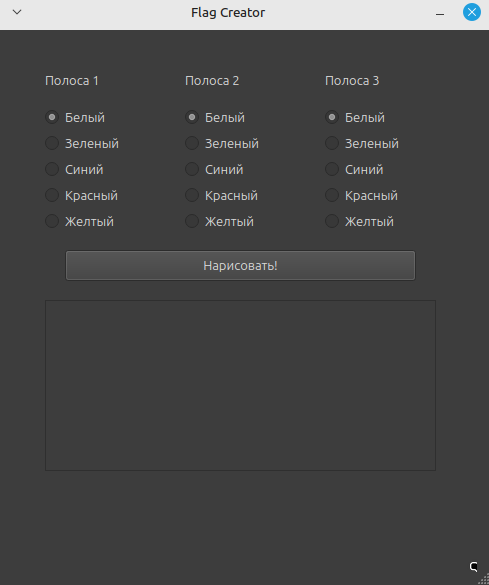 Flag Creator
Полоса 1 Полоса 2 Полоса 3
Белый Белый Белый
Зеленый Зеленый Зеленый
Синий Синий Синий
Красный Красный Красный
Желтый Желтый Желтый
Нарисовать!